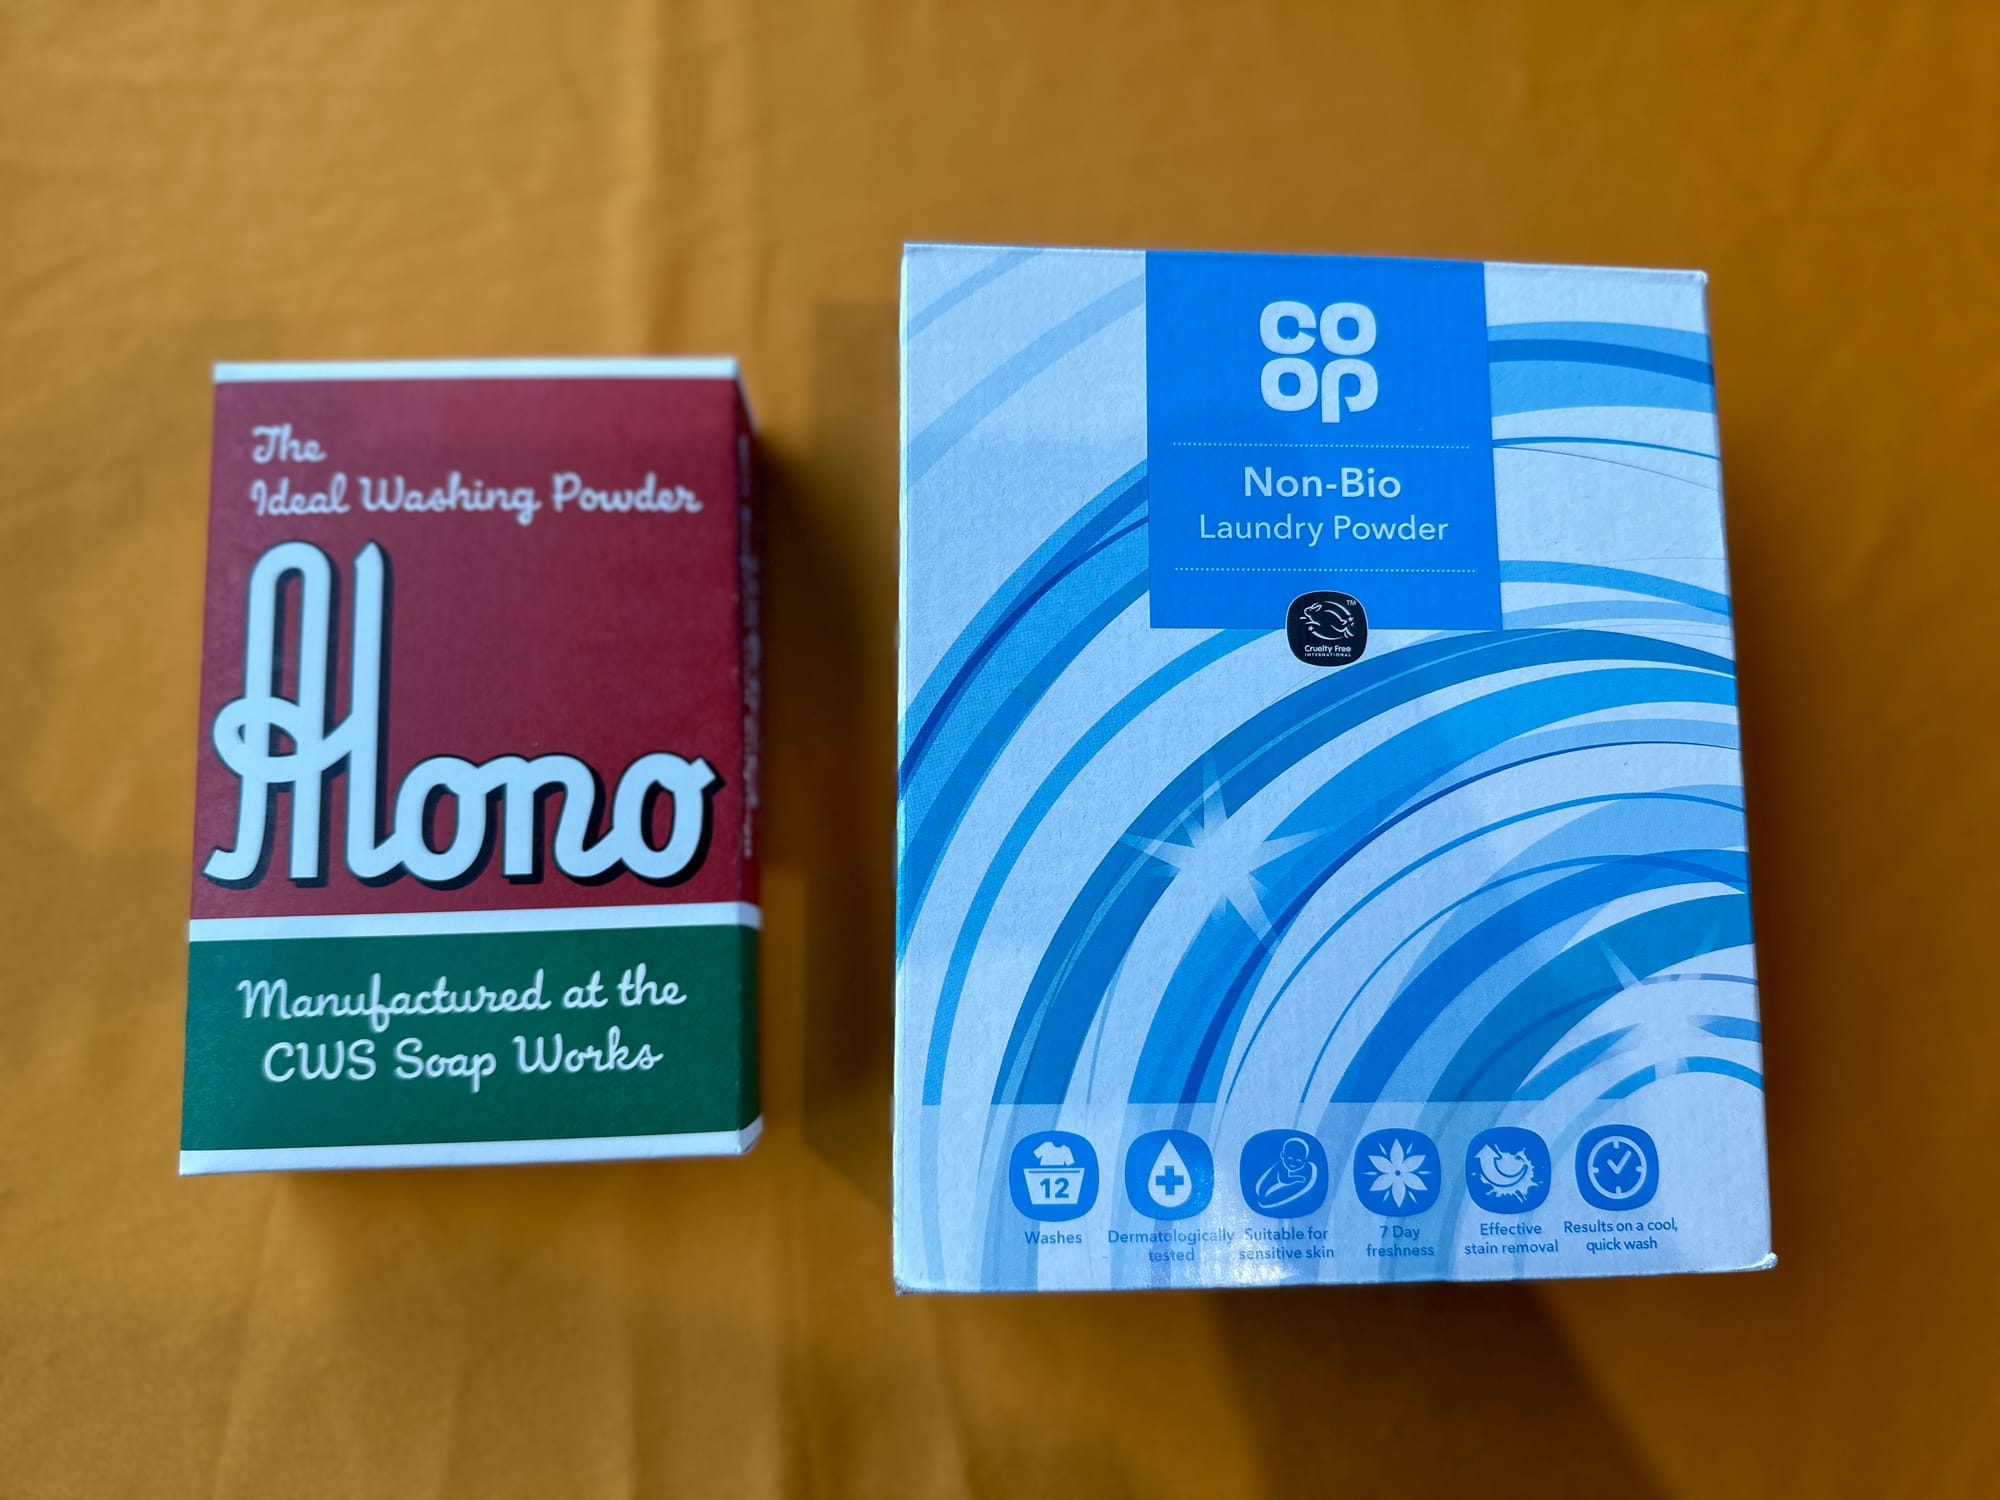 The
Ideal Washing Powder
Alono
Manufactured at the
CWS Soap Works
CO
OP
Non-Bio
Laundry Powder
TM
Cruelty Free
INTERNATIONAL
12
Washes
Dermatologically
tested
Suitable for
sensitive skin
7 Day
freshness
Effective
stain removal
Results on a cool,
quick wash